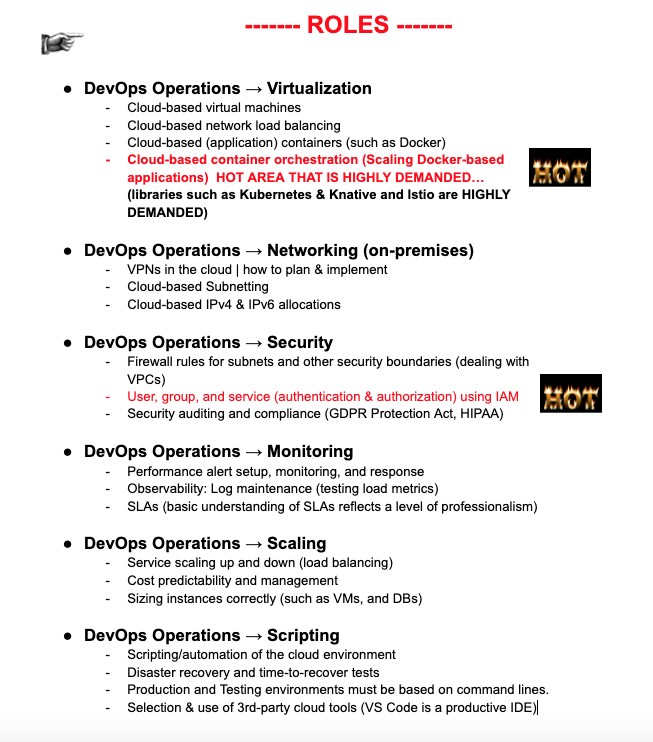 ------- ROLES -------
● DevOps Operations → Virtualization
- Cloud-based virtual machines
- Cloud-based network load balancing
- Cloud-based (application) containers (such as Docker)
- Cloud-based container orchestration (Scaling Docker-based
applications)  HOT AREA THAT IS HIGHLY DEMANDED…
HOT
(libraries such as Kubernetes & Knative and Istio are HIGHLY
DEMANDED)
● DevOps Operations → Networking (on-premises)
- VPNs in the cloud | how to plan & implement
- Cloud-based Subnetting
- Cloud-based IPv4 & IPv6 allocations
● DevOps Operations → Security
- Firewall rules for subnets and other security boundaries (dealing with
VPCs)
- User, group, and service (authentication & authorization) using IAM
HOT
- Security auditing and compliance (GDPR Protection Act, HIPAA)
● DevOps Operations → Monitoring
- Performance alert setup, monitoring, and response
- Observability: Log maintenance (testing load metrics)
- SLAs (basic understanding of SLAs reflects a level of professionalism)
● DevOps Operations → Scaling
- Service scaling up and down (load balancing)
- Cost predictability and management
- Sizing instances correctly (such as VMs, and DBs)
● DevOps Operations → Scripting
- Scripting/automation of the cloud environment
- Disaster recovery and time-to-recover tests
- Production and Testing environments must be based on command lines.
- Selection & use of 3rd-party cloud tools (VS Code is a productive IDE)